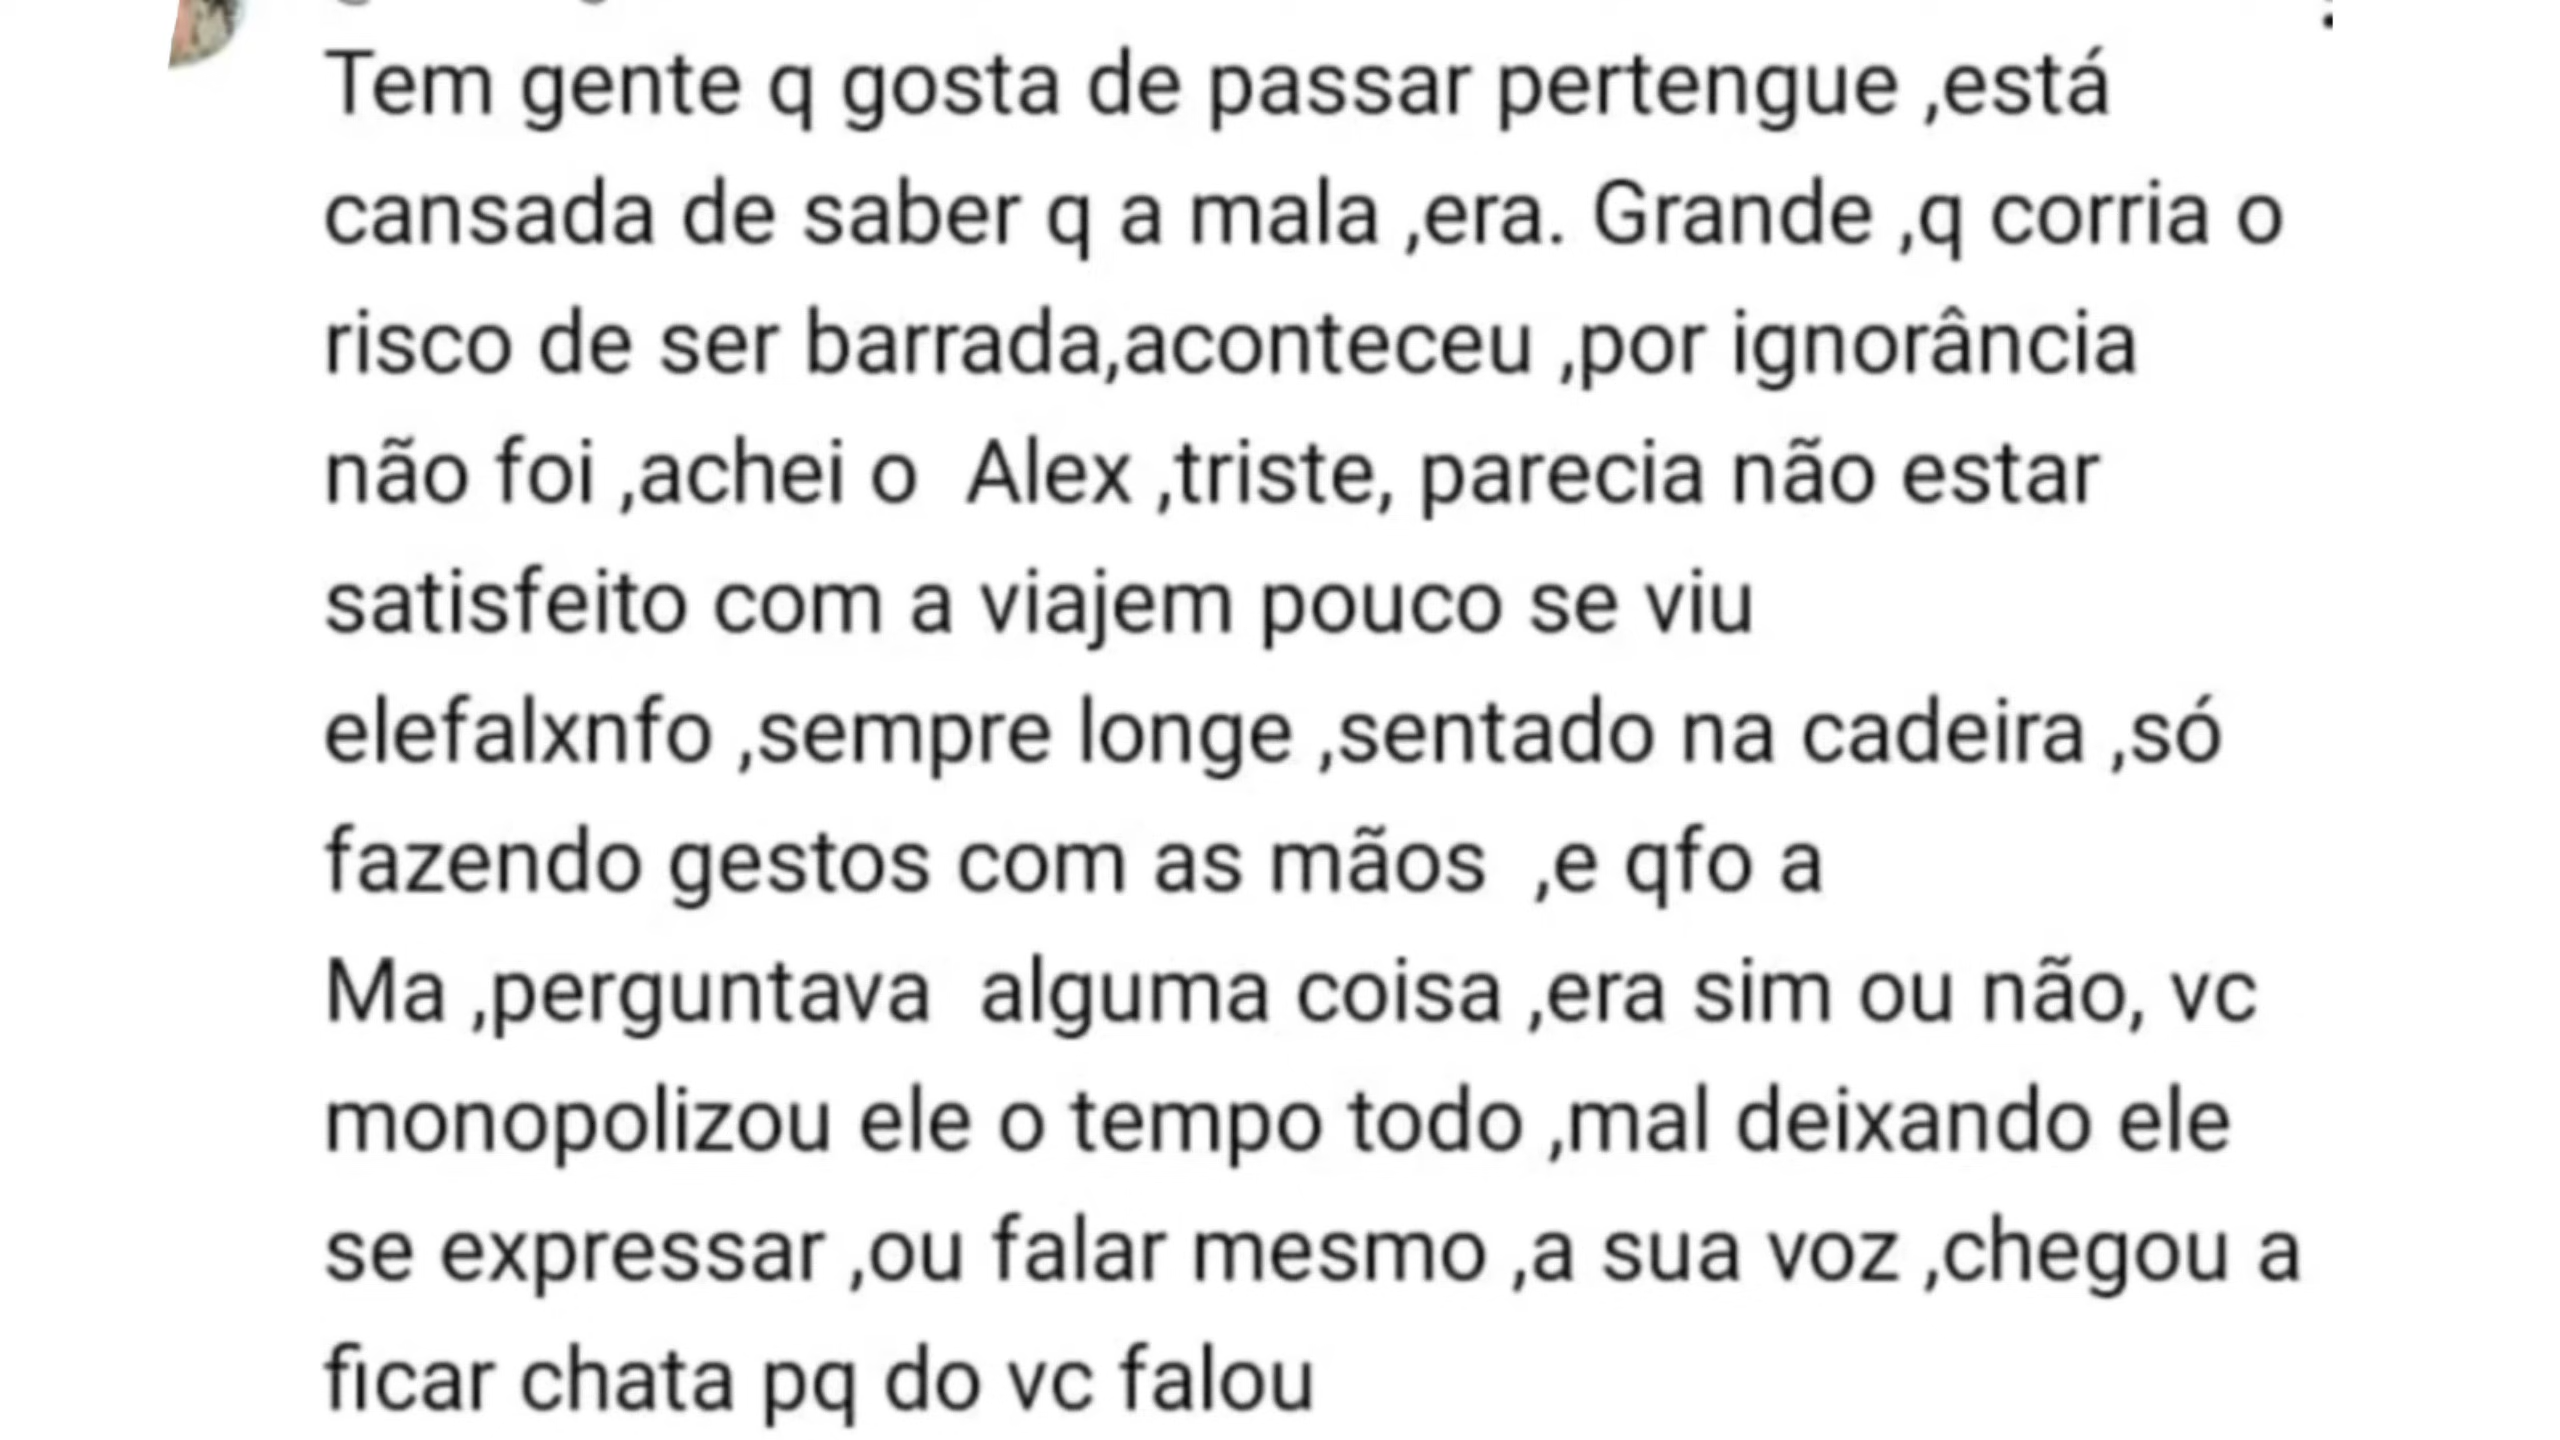 Tem gente q gosta de passar pertengue ,está
cansada de saber q a mala ,era. Grande ,q corria o
risco de ser barrada,aconteceu ,por ignorância
não foi ,achei o  Alex ,triste, parecia não estar
satisfeito com a viajem pouco se viu
elefalxnfo ,sempre longe ,sentado na cadeira ,só
fazendo gestos com as mãos  ,e qfo a
Ma ,perguntava  alguma coisa ,era sim ou não, vc
monopolizou ele o tempo todo ,mal deixando ele
se expressar ,ou falar mesmo ,a sua voz ,chegou a
ficar chata pq do vc falou